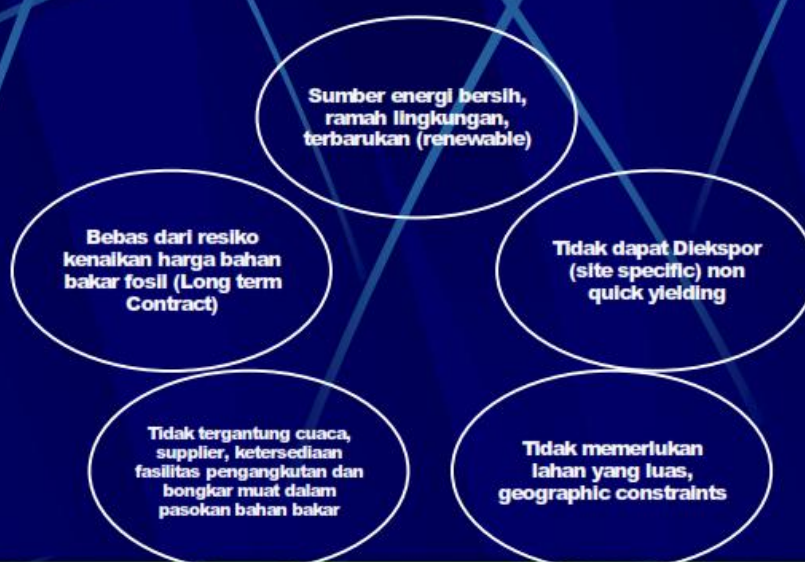 Sumber energi bersih,
ramah lingkungan,
terbarukan (renewable)
Bebas dari resiko
kenaikan harga bahan
bakar fosil (Long term
Contract)
Tidak dapat Diekspor
(site specific) non
quick yielding
Tidak tergantung cuaca,
supplier, ketersediaan
fasilitas pengangkutan dan
bongkar muat dalam
pasokan bahan bakar
Tidak memerlukan
lahan yang luas,
geographic constraints